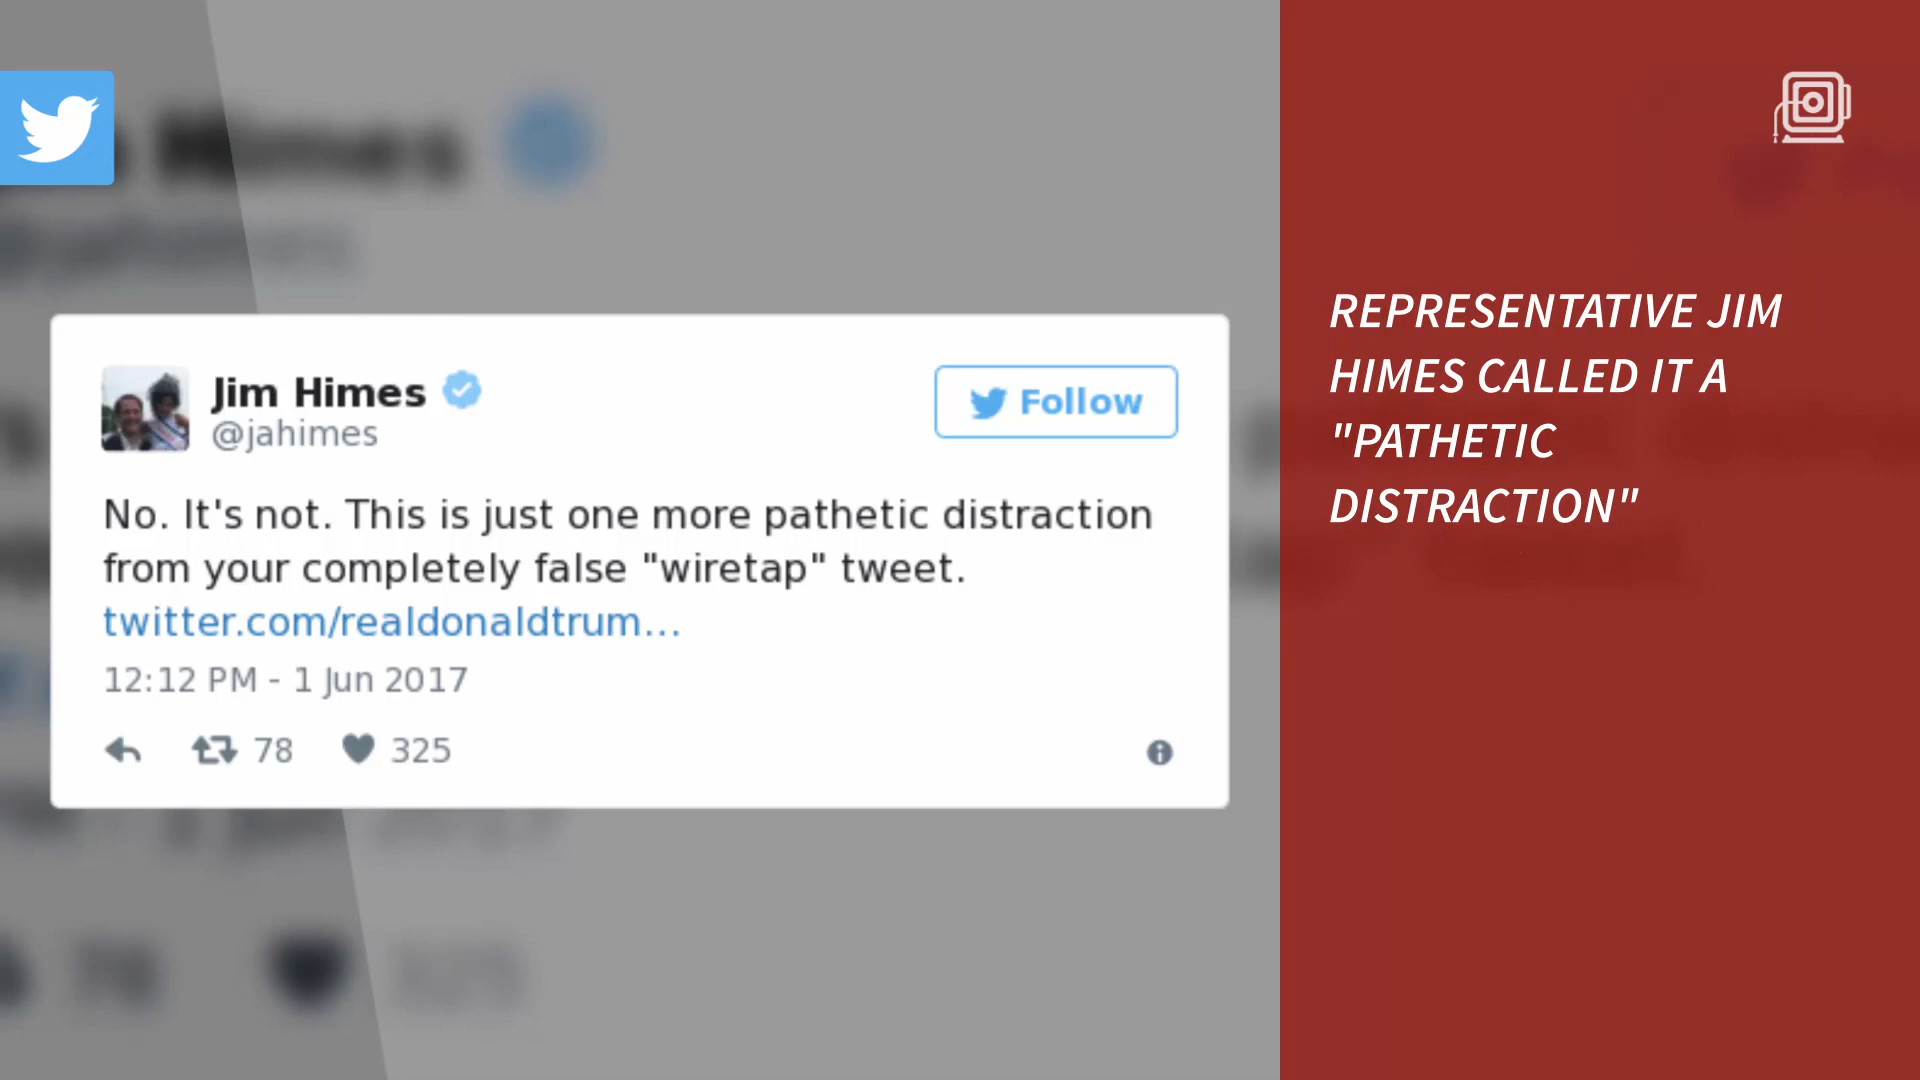 Jim Himes
@jahimes
Follow
No. It's not. This is just one more pathetic distraction
from your completely false "wiretap" tweet.
twitter.com/realdonaldtrum...
12:12 PM - 1 Jun 2017
78 325
REPRESENTATIVE JIM
HIMES CALLED IT A
"PATHETIC
DISTRACTION"